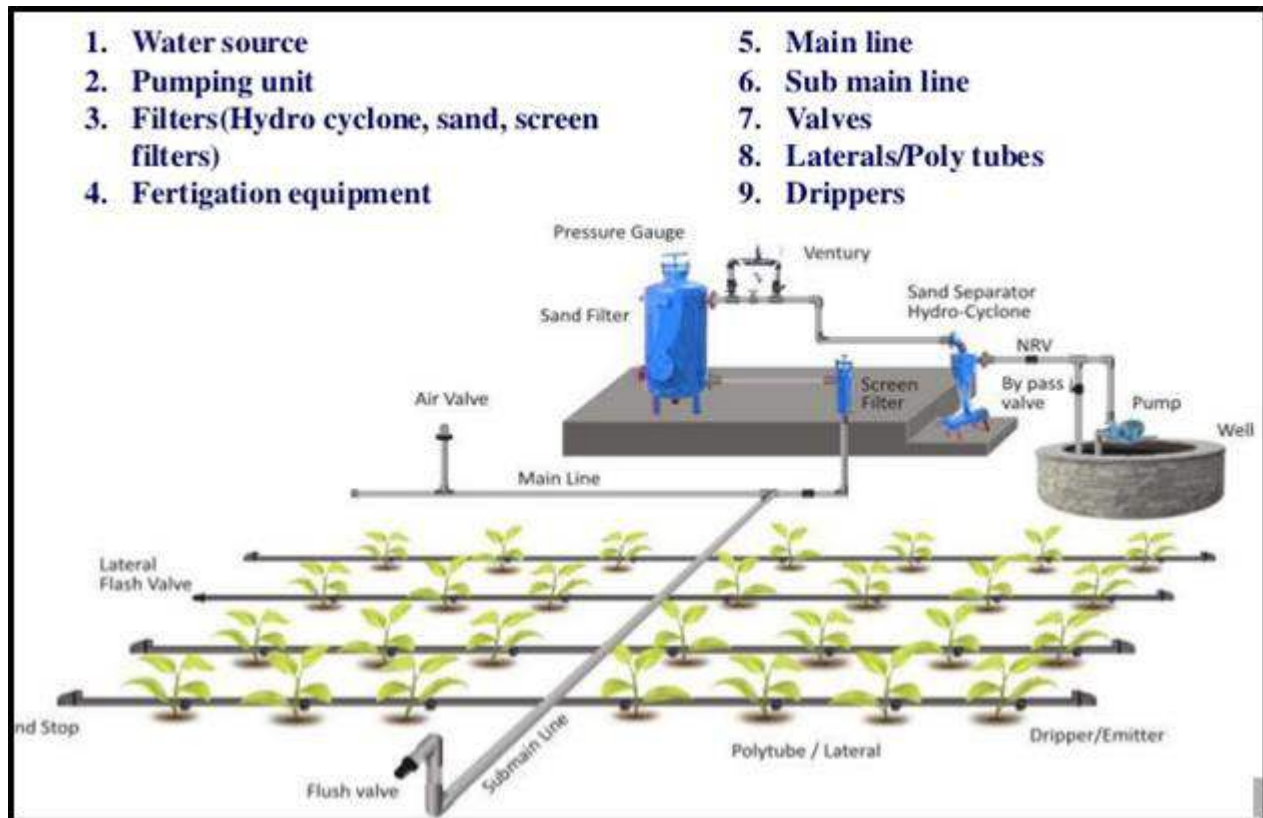 1. Water source
2. Pumping unit
3. Filters(Hydro cyclone, sand, screen
filters)
4. Fertigation equipment
5. Main line
6. Sub main line
7. Valves
8. Laterals/Poly tubes
9. Drippers
Pressure Gauge
Ventury
Sand Filter
Sand Separator
Hydro-Cyclone
NRV
Screen
Filter
By pass
valve
Pump
Well
Air Valve
Main Line
Lateral
Flash Valve
nd Stop
Submain Line
Polytube / Lateral
Dripper/Emitter
Flush valve